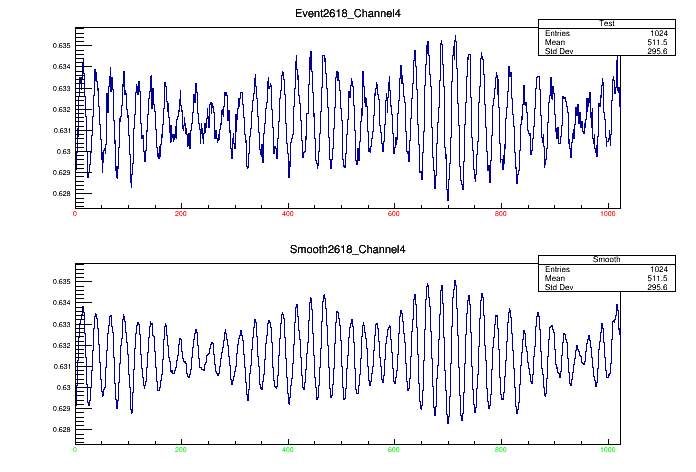 Event2618_Channel4
Test
Entries 1024
Mean 511.5
Std Dev 295.6
0.635
0.634
0.633
0.632
0.631
0.63
0.629
0.628
0 200 400 600 800 1000
Smooth2618_Channel4
Smooth
Entries 1024
Mean 511.5
Std Dev 295.6
0.635
0.634
0.633
0.632
0.631
0.63
0.629
0.628
0 200 400 600 800 1000